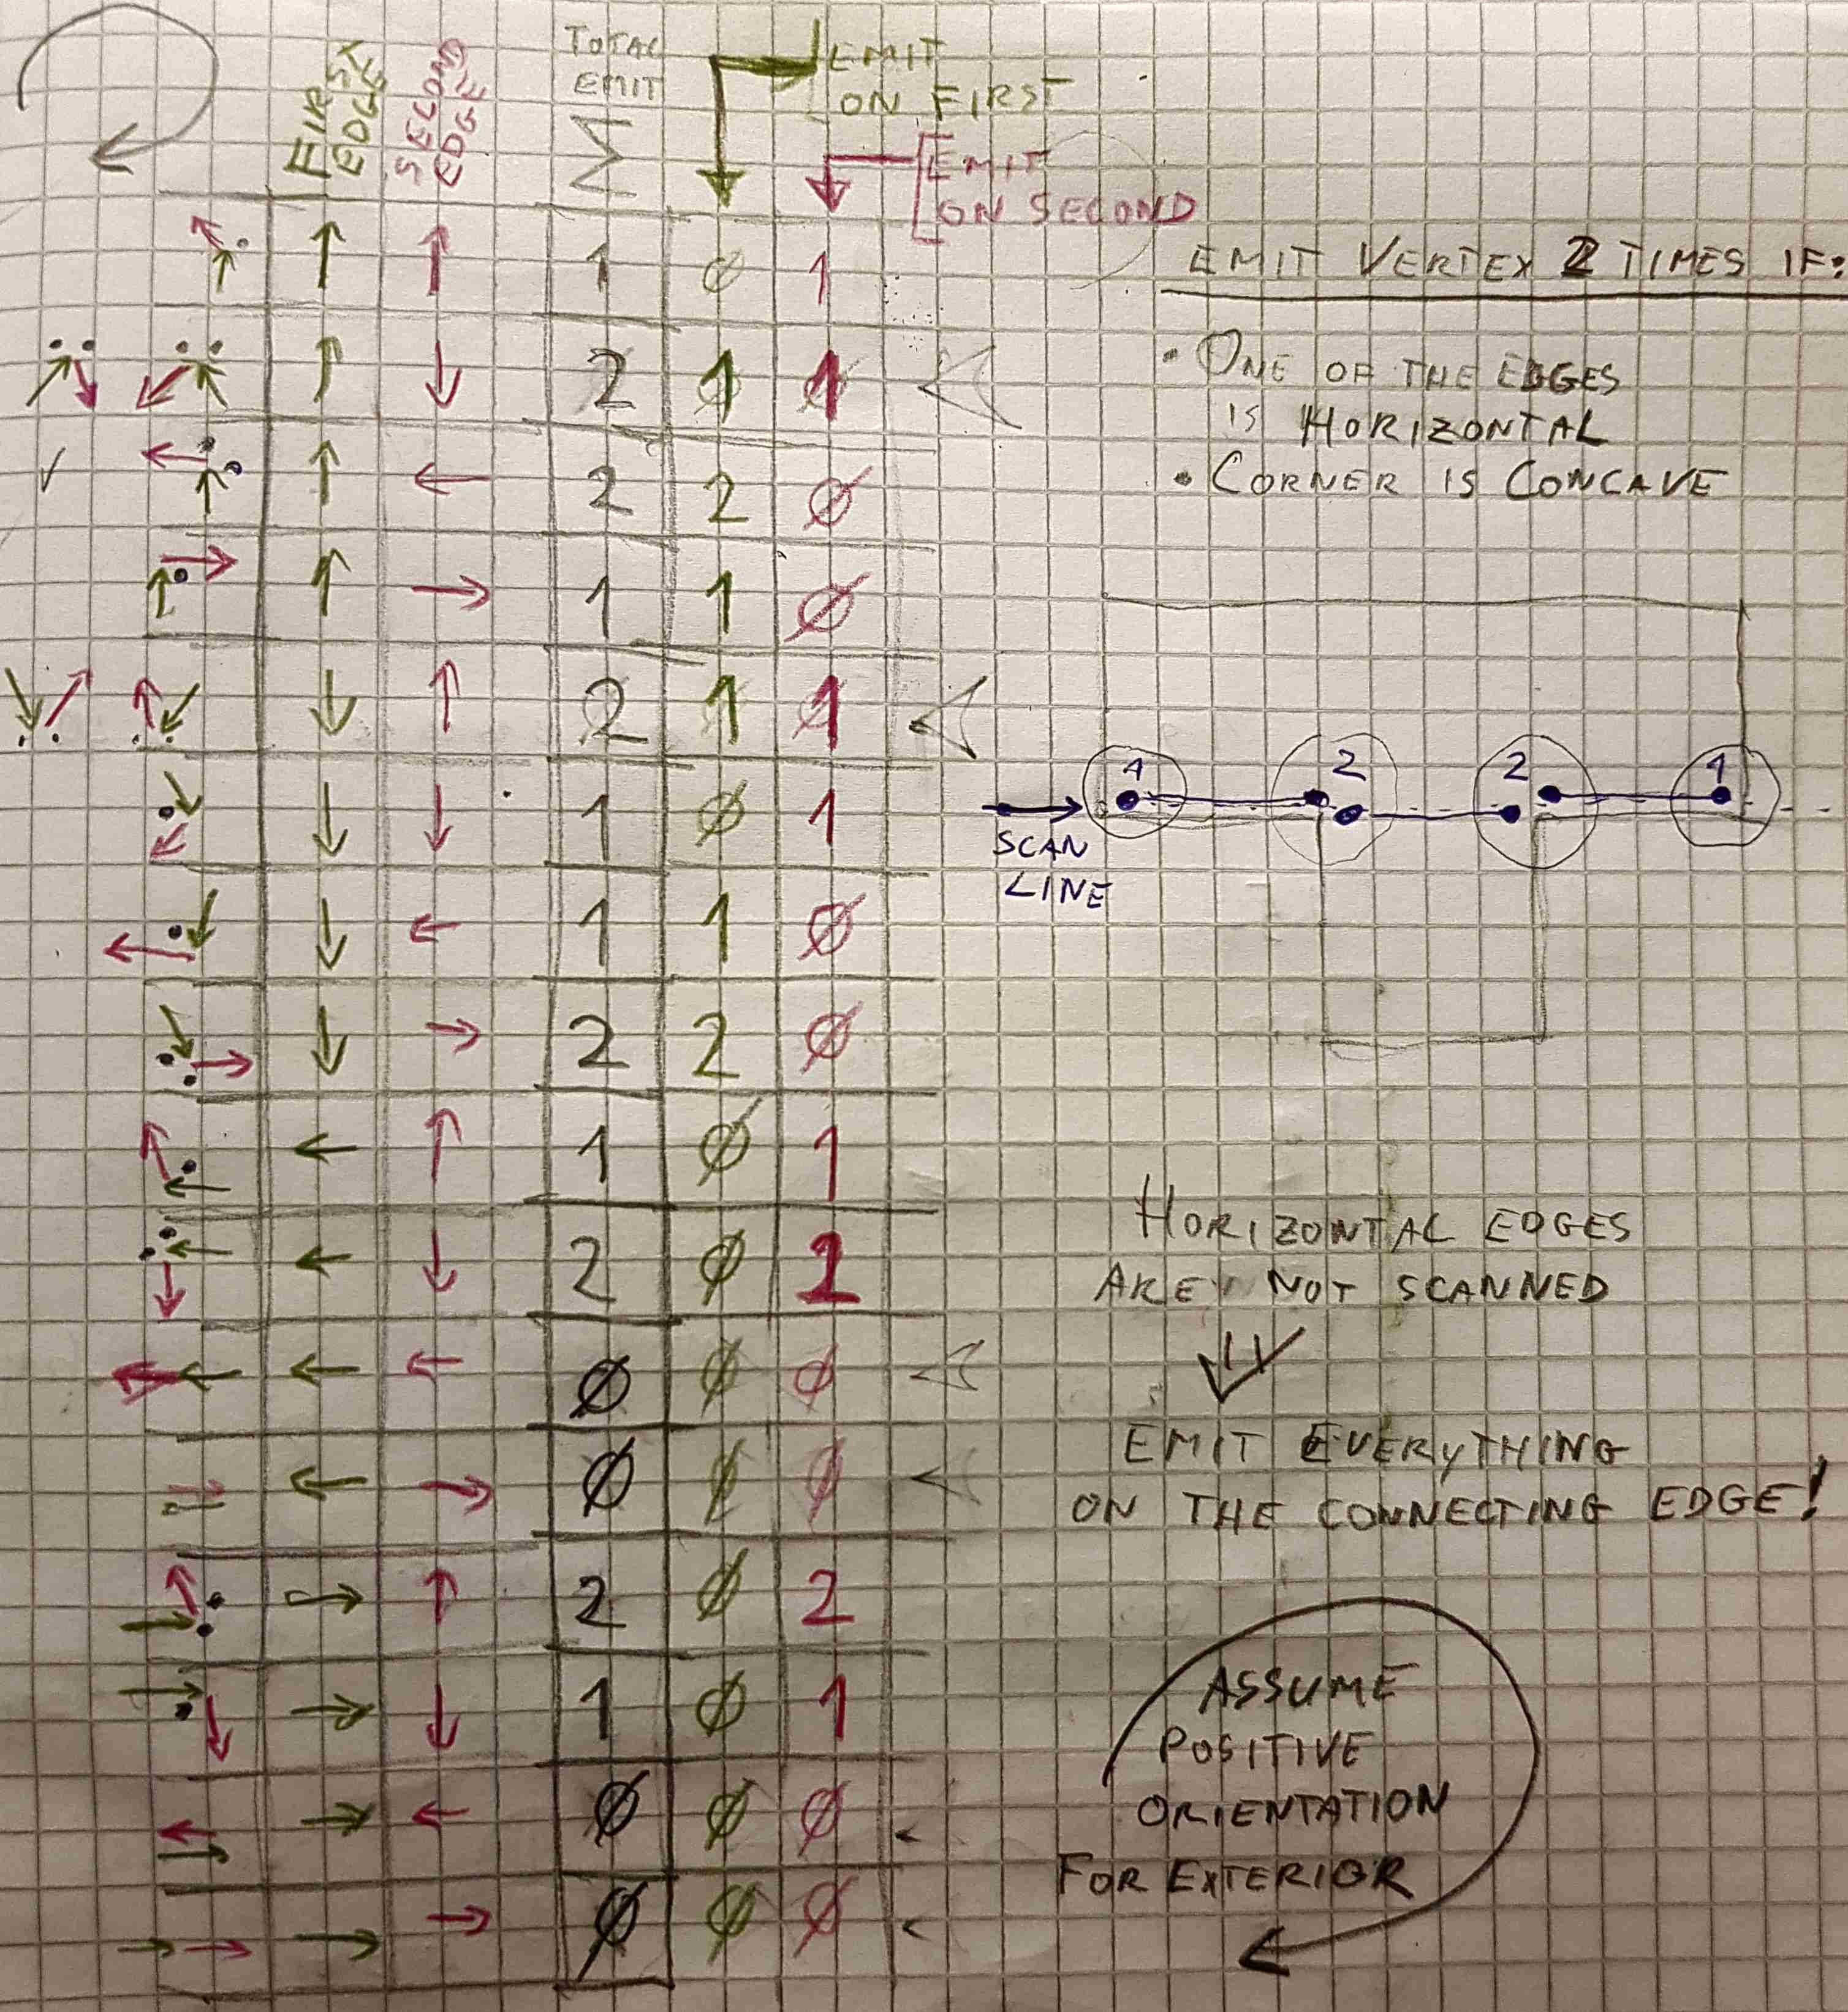 FIRST EDGE
SECOND EDGE
TOTAL EMIT
Σ
EMIT
ON FIRST
EMIT
ON SECOND
↑ ↑ 1 Ø 1
↑ ↓ 2 1 1
↑ ← 2 2 Ø
↑ → 1 1 Ø
↓ ↑ 2 1 1
↓ ↓ 1 Ø 1
↓ ← 1 1 Ø
↓ → 2 2 Ø
← ↑ 1 Ø 1
← ↓ 2 Ø 2
← ← Ø Ø Ø
← → Ø Ø Ø
→ ↑ 2 Ø 2
→ ↓ 1 Ø 1
→ ← Ø Ø Ø
→ → Ø Ø Ø
EMIT VERTEX 2 TIMES IF:
• ONE OF THE EDGES
IS HORIZONTAL
• CORNER IS CONCAVE
1 2 2 1
SCAN
LINE
HORIZONTAL EDGES
ARE NOT SCANNED
EMIT EVERYTHING
ON THE CONNECTING EDGE!
ASSUME
POSITIVE
ORIENTATION
FOR EXTERIOR